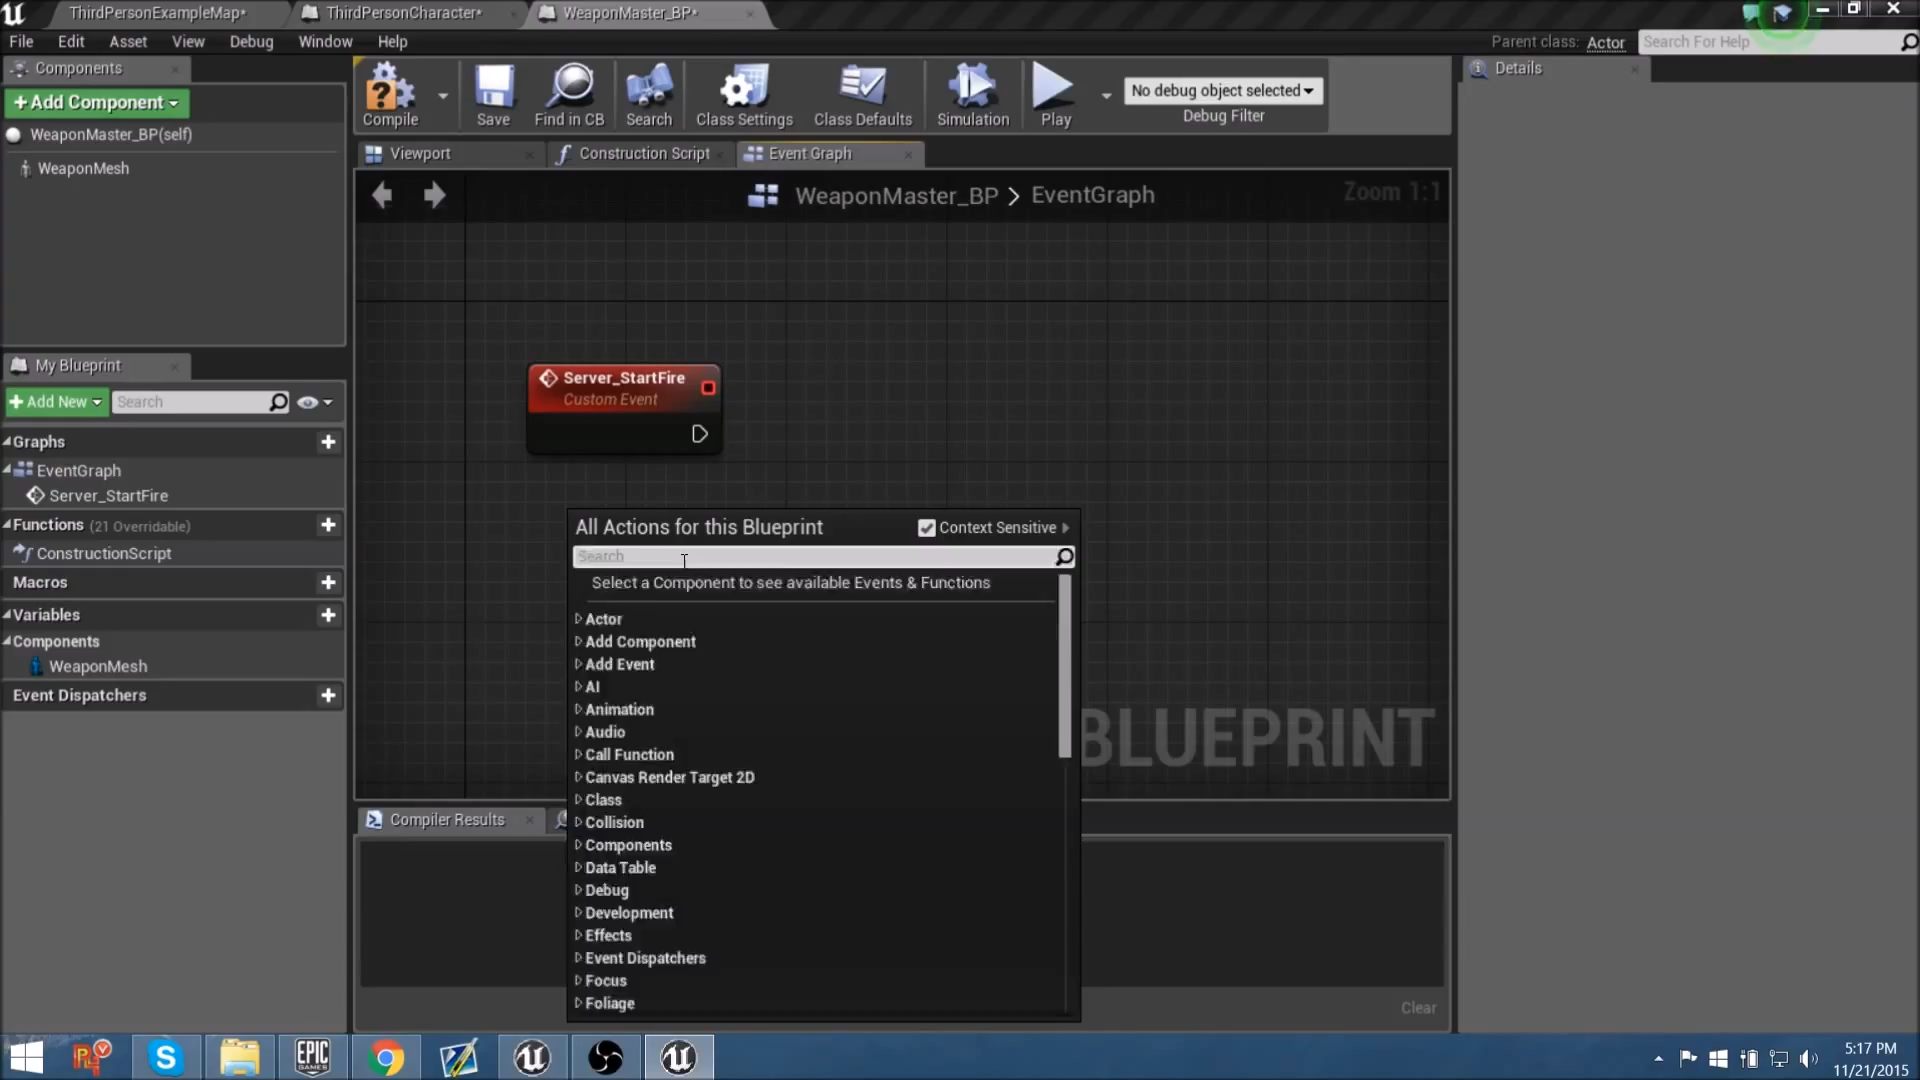 ThirdPersonExampleMap*
ThirdPersonCharacter*
WeaponMaster_BP*
File Edit Asset View Debug Window Help
Parent class: Actor
Search For Help
Components
Add Component
WeaponMaster_BP(self)
WeaponMesh
Compile
Save
Find in CB
Search
Class Settings
Class Defaults
Simulation
Play
No debug object selected
Debug Filter
Details
Viewport
Construction Script
Event Graph
WeaponMaster_BP > EventGraph
Zoom 1:1
My Blueprint
Add New
Search
Graphs
EventGraph
Server_StartFire
Functions (21 Overridable)
ConstructionScript
Macros
Variables
Components
WeaponMesh
Event Dispatchers
Server_StartFire
Custom Event
All Actions for this Blueprint
Context Sensitive
Search
Select a Component to see available Events & Functions
Actor
Add Component
Add Event
AI
Animation
Audio
Call Function
Canvas Render Target 2D
Class
Collision
Components
Data Table
Debug
Development
Effects
Event Dispatchers
Focus
Foliage
BLUEPRINT
Compiler Results
Clear
EPIC
GAMES
5:17 PM
11/21/2015